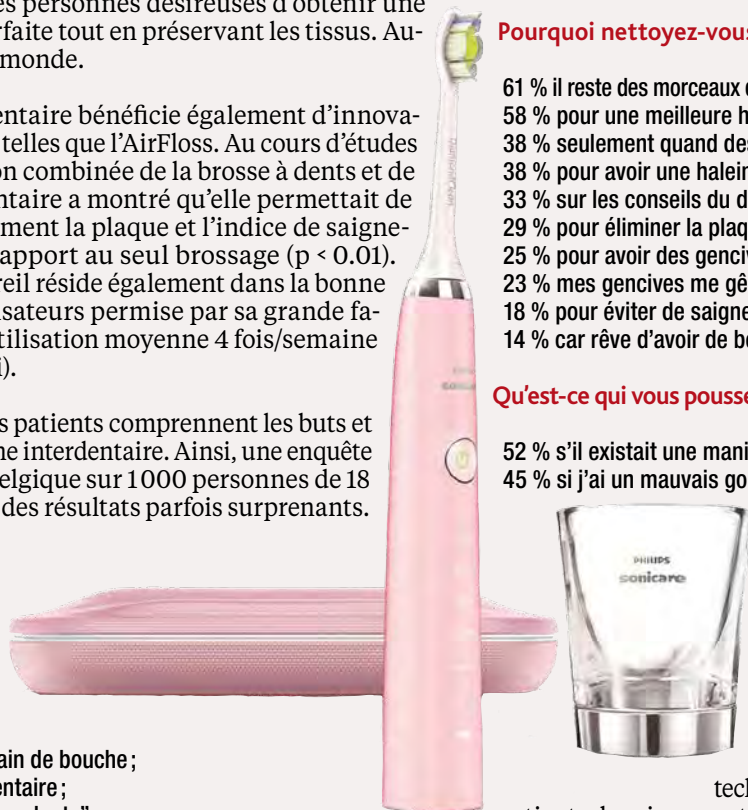 es personnes désireuses d'obtenir une
rfaite tout en préservant les tissus. Au-
monde.
entaire bénéficie également d'innova-
telles que l'AirFloss. Au cours d'études
on combinée de la brosse à dents et de
entaire a montré qu'elle permettait de
ment la plaque et l'indice de saigne-
apport au seul brossage (p < 0.01).
reil réside également dans la bonne
isateurs permise par sa grande fa-
tilisation moyenne 4 fois/semaine
i).
s patients comprennent les buts et
ne interdentaire. Ainsi, une enquête
elgique sur 1000 personnes de 18
des résultats parfois surprenants.
ain de bouche;
entaire;
Pourquoi nettoyez-vous
61 % il reste des morceaux
58 % pour une meilleure h
38 % seulement quand des
38 % pour avoir une halein
33 % sur les conseils du d
29 % pour éliminer la plaq
25 % pour avoir des genciv
23 % mes gencives me gê
18 % pour éviter de saigne
14 % car rêve d'avoir de be
Qu'est-ce qui vous pousse
52 % s'il existait une mani
45 % si j'ai un mauvais go
PHILIPS
sonicare
sonicare
tech